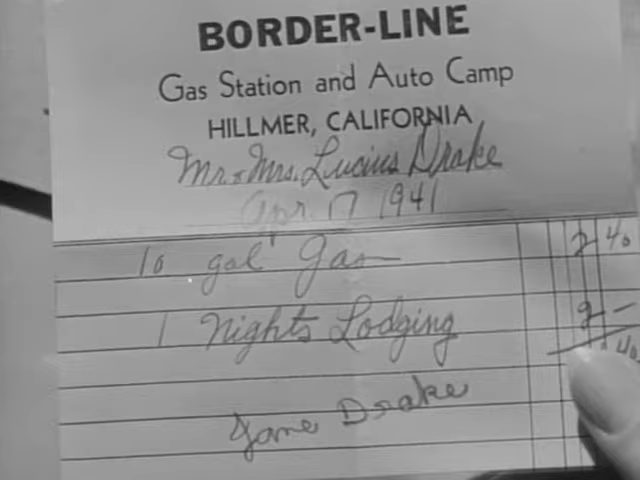 BORDER-LINE
Gas Station and Auto Camp
HILLMER, CALIFORNIA
Mr. & Mrs. Lucius Drake
Apr. 17 1941
10 gal Gas 2 40
1 Nights Lodging 2 —
40
Jane Drake